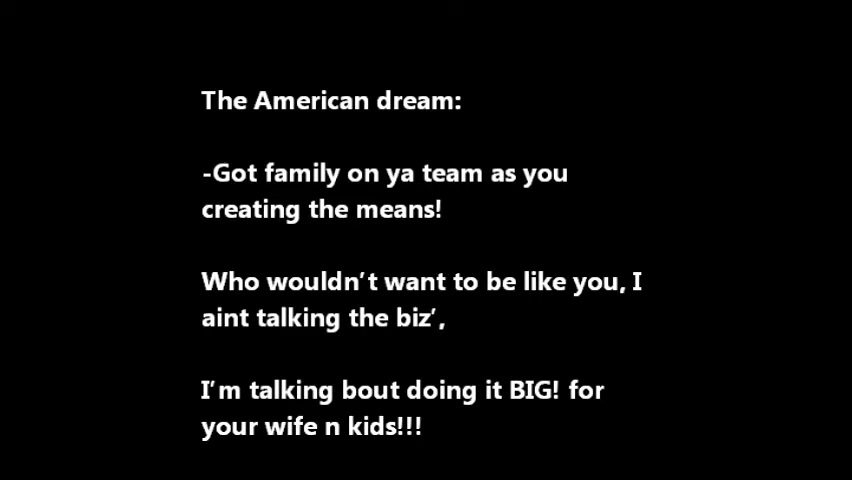 The American dream:
-Got family on ya team as you
creating the means!
Who wouldn’t want to be like you, I
aint talking the biz’,
I’m talking bout doing it BIG! for
your wife n kids!!!